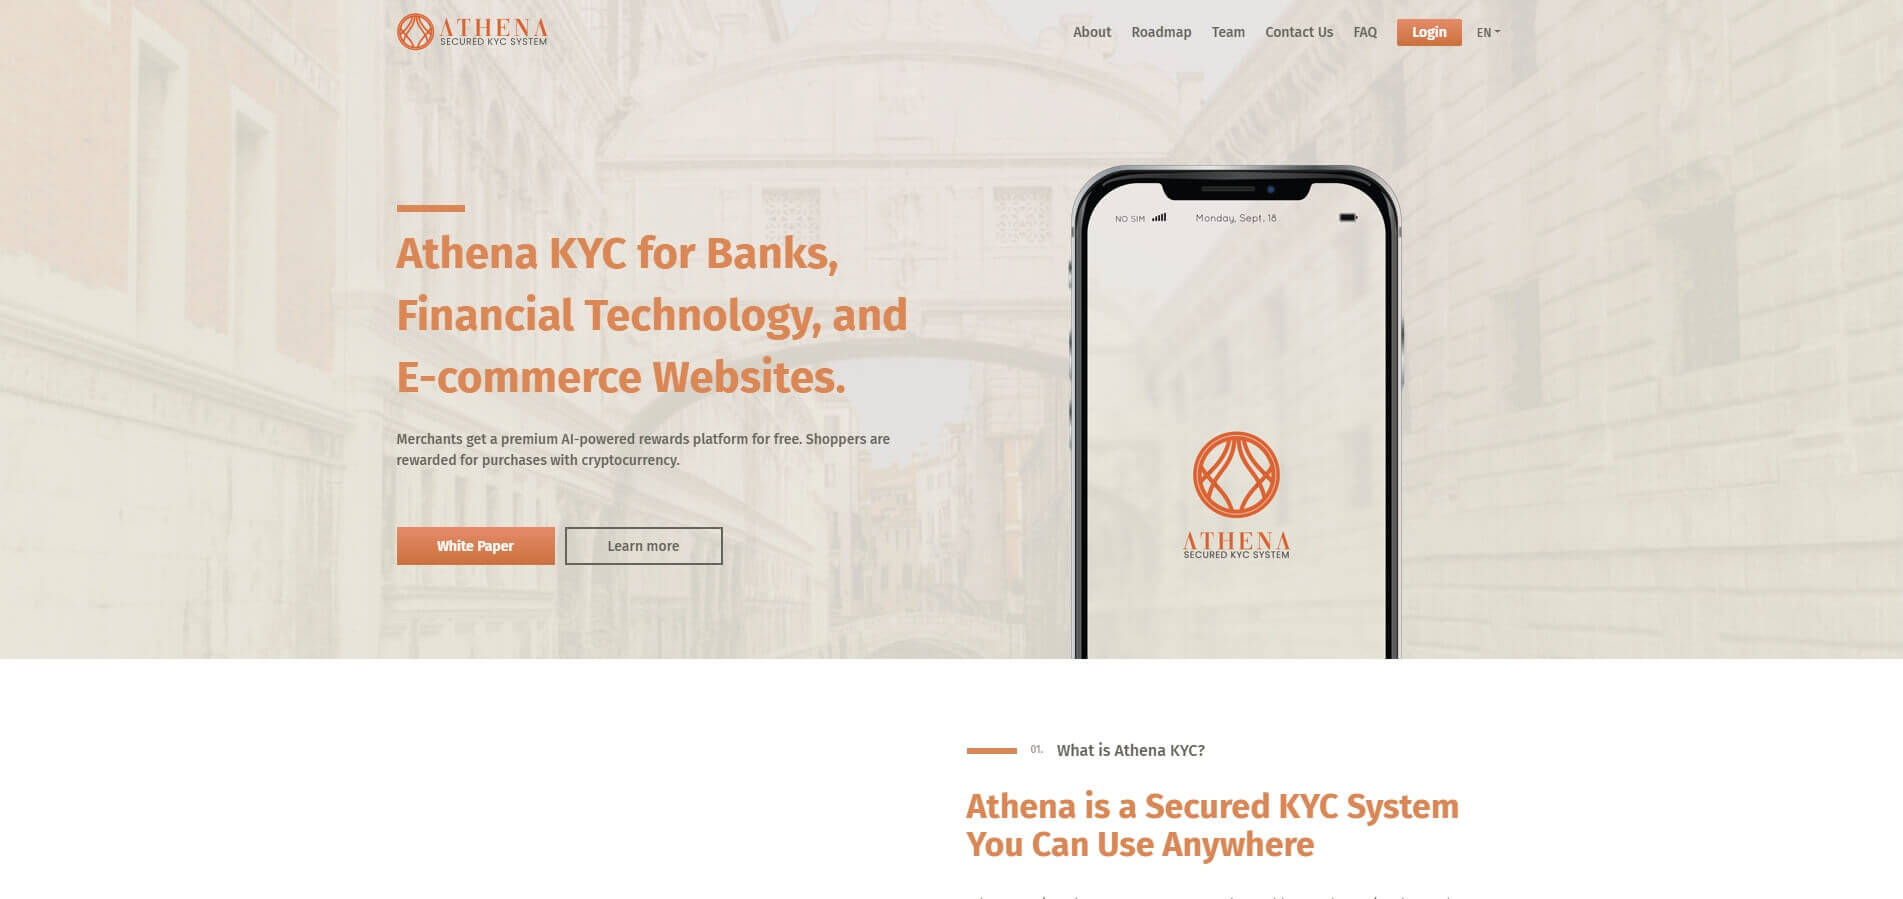 ATHENA
SECURED KYC SYSTEM
About Roadmap Team Contact Us FAQ Login EN
Athena KYC for Banks,
Financial Technology, and
E-commerce Websites.
Merchants get a premium AI-powered rewards platform for free. Shoppers are
rewarded for purchases with cryptocurrency.
White Paper Learn more
NO SIM Monday, Sept. 18
ATHENA
SECURED KYC SYSTEM
01. What is Athena KYC?
Athena is a Secured KYC System
You Can Use Anywhere